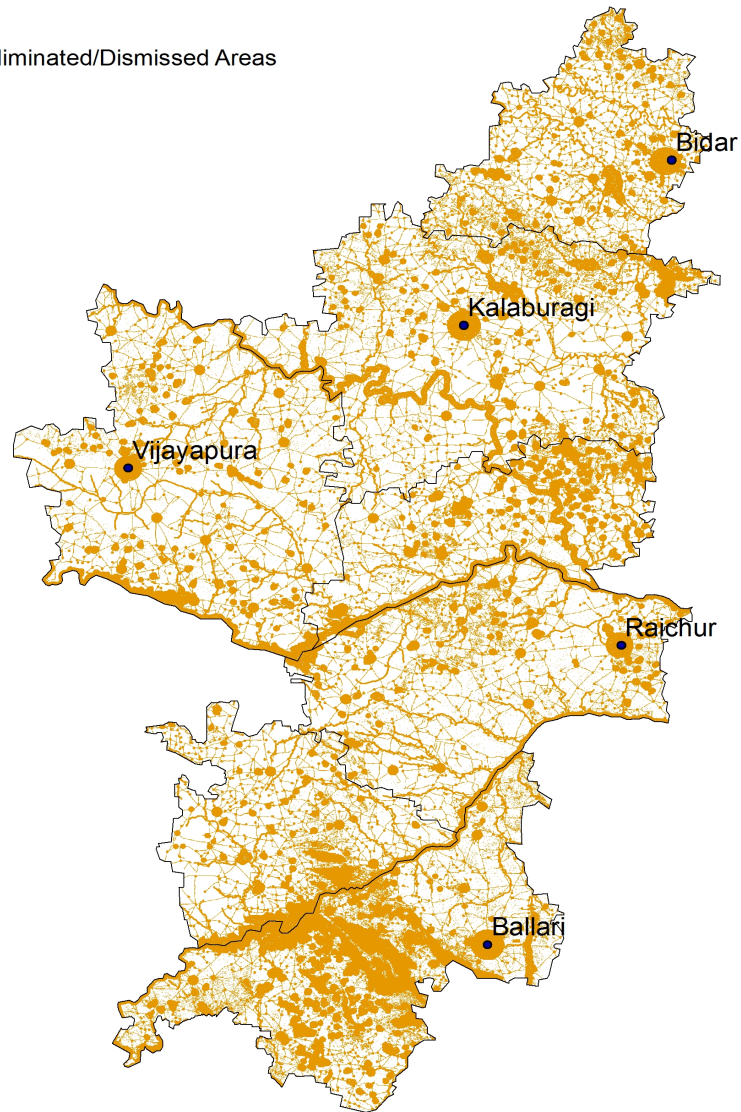 liminated/Dismissed Areas
Bidar
Kalaburagi
Vijayapura
Raichur
Ballari